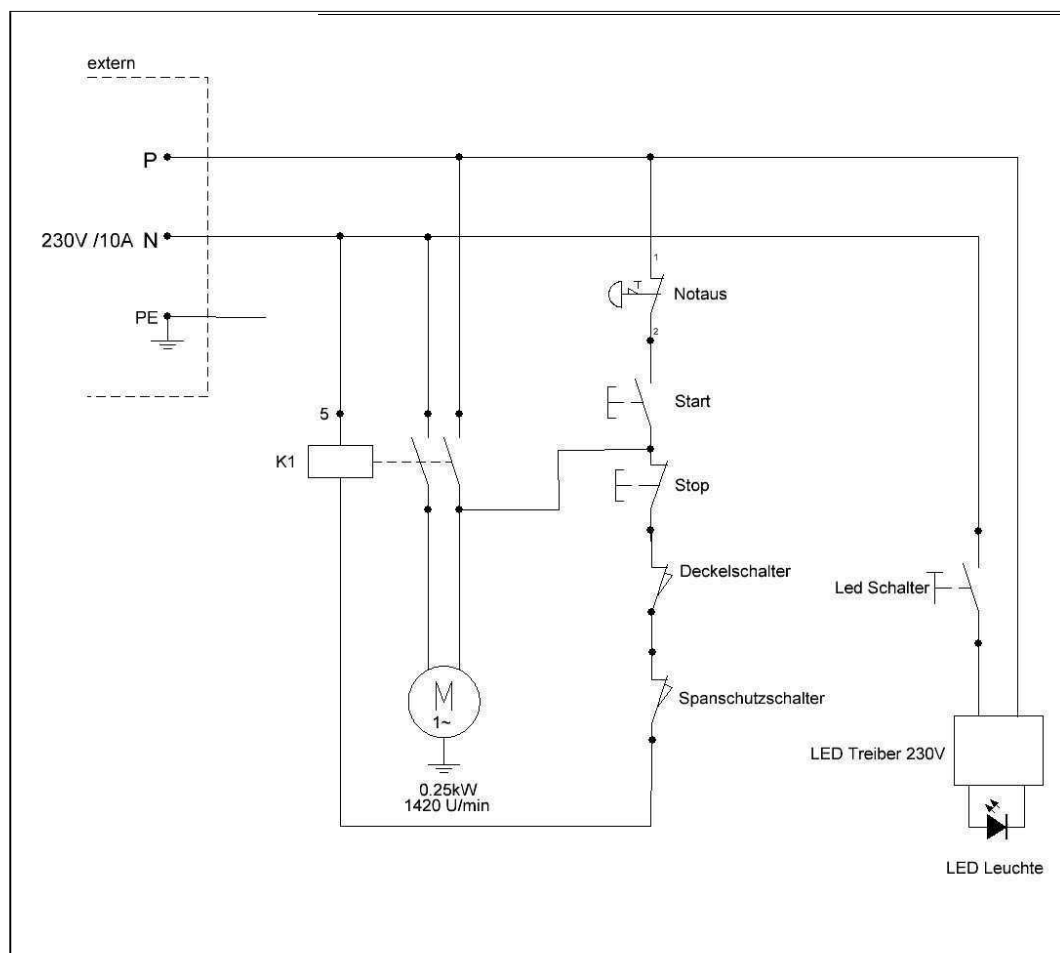 extern
P
230V /10A N
PE
1
Notaus
2
Start
5
K1
Stop
Deckelschalter
Led Schalter
Spanschutzschalter
M
1~
LED Treiber 230V
0.25kW
1420 U/min
LED Leuchte